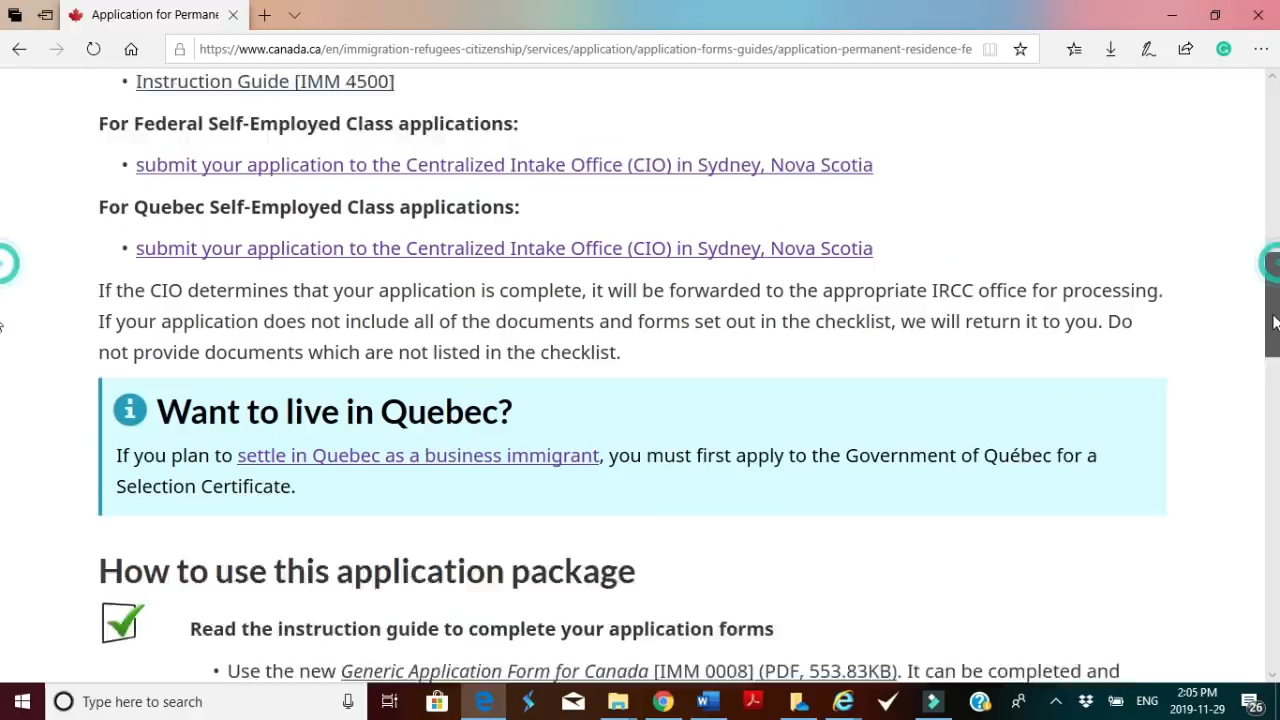 Application for Permane
https://www.canada.ca/en/immigration-refugees-citizenship/services/application/application-forms-guides/application-permanent-residence-fe
• Instruction Guide [IMM 4500]
For Federal Self-Employed Class applications:
• submit your application to the Centralized Intake Office (CIO) in Sydney, Nova Scotia
For Quebec Self-Employed Class applications:
• submit your application to the Centralized Intake Office (CIO) in Sydney, Nova Scotia
If the CIO determines that your application is complete, it will be forwarded to the appropriate IRCC office for processing.
If your application does not include all of the documents and forms set out in the checklist, we will return it to you. Do
not provide documents which are not listed in the checklist.
Want to live in Quebec?
If you plan to settle in Quebec as a business immigrant, you must first apply to the Government of Québec for a
Selection Certificate.
How to use this application package
Read the instruction guide to complete your application forms
• Use the new Generic Application Form for Canada [IMM 0008] (PDF, 553.83KB). It can be completed and
Type here to search
ENG
2:05 PM
2019-11-29
26